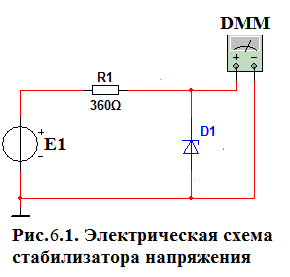 DMM
R1
360Ω
D1
E1
Рис.6.1. Электрическая схема
стабилизатора напряжения